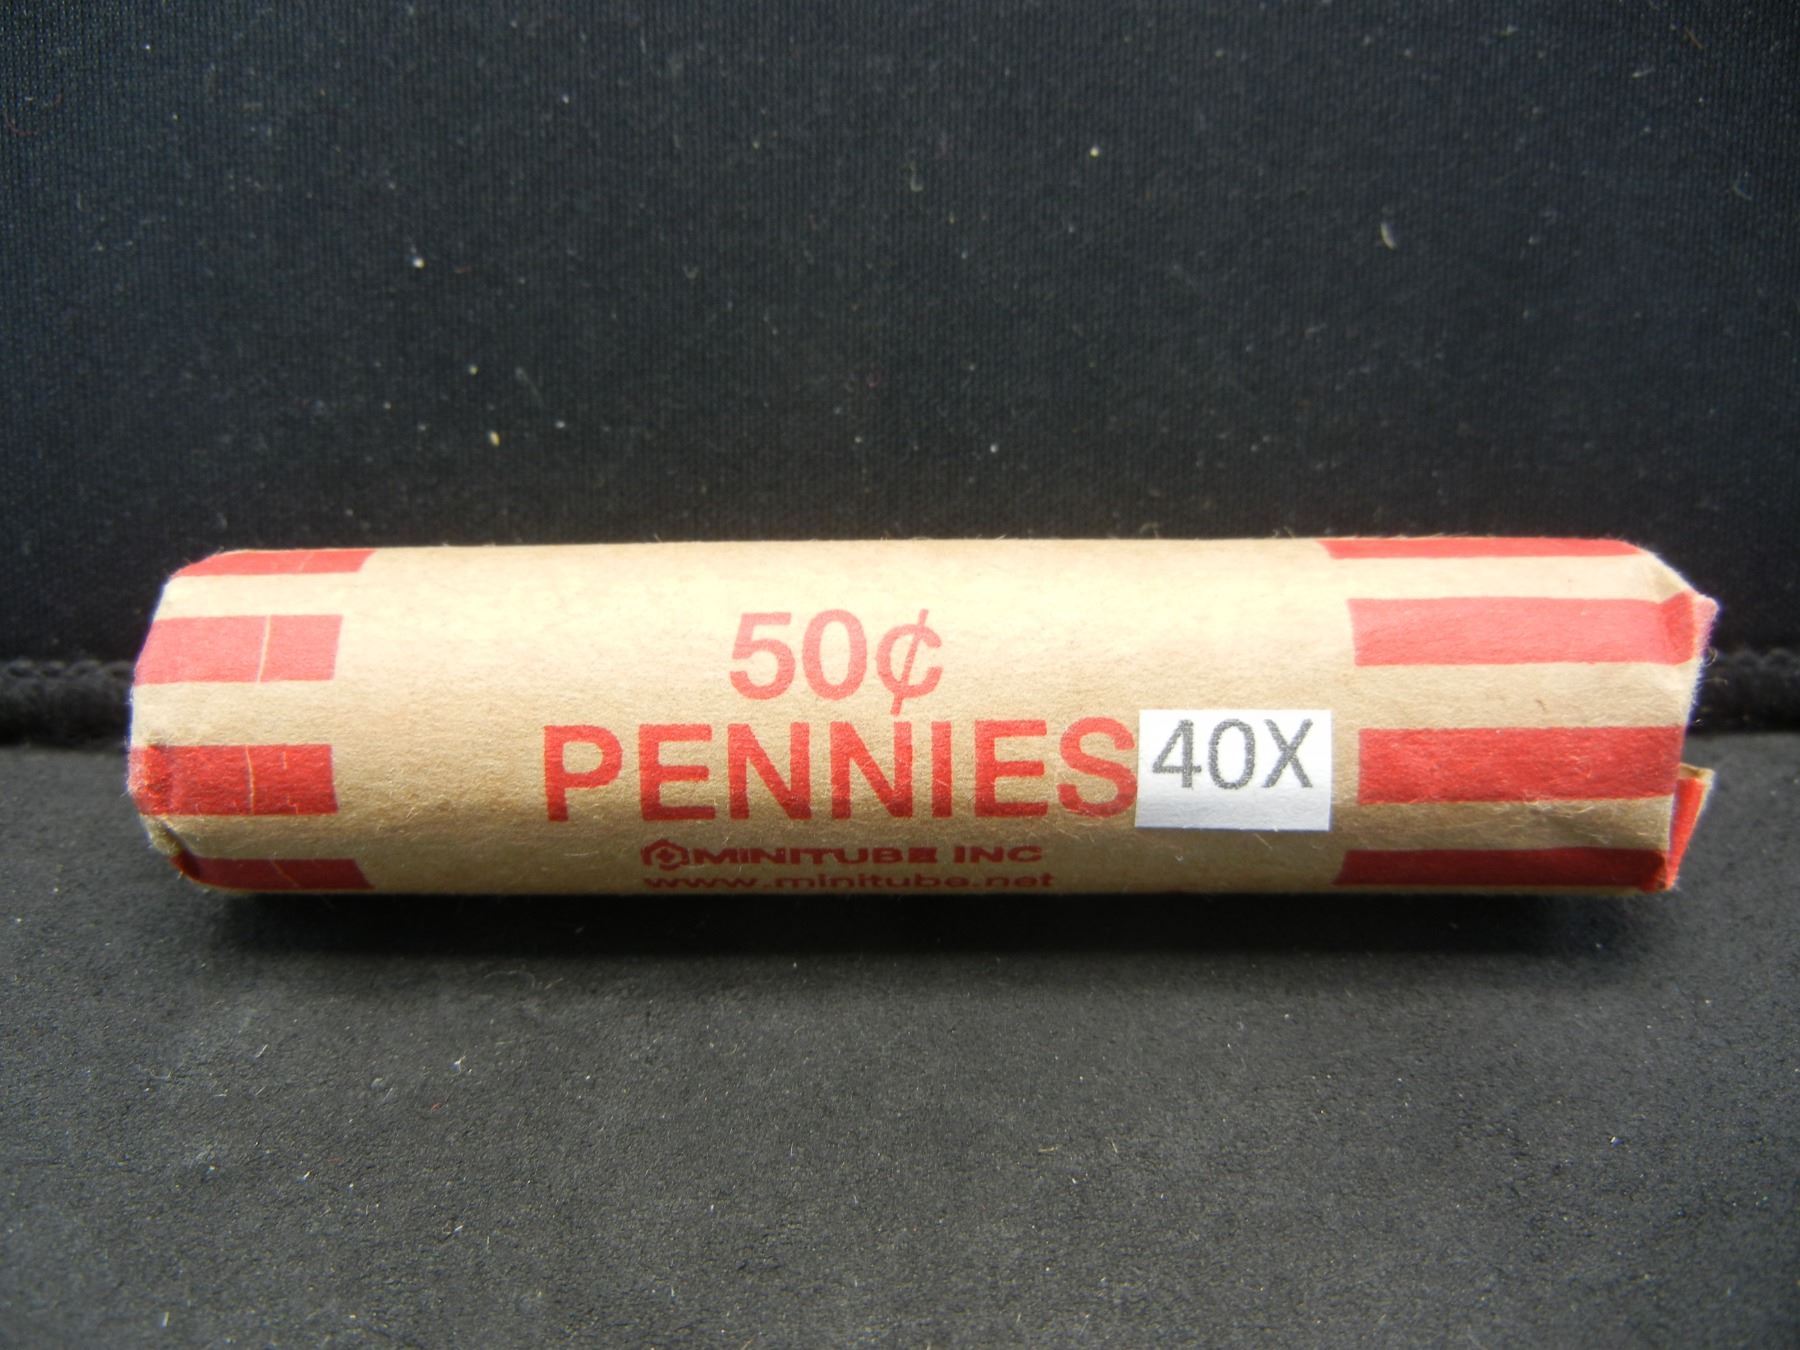 50¢
PENNIES
40X
MINITUBE INC
www.minitube.net